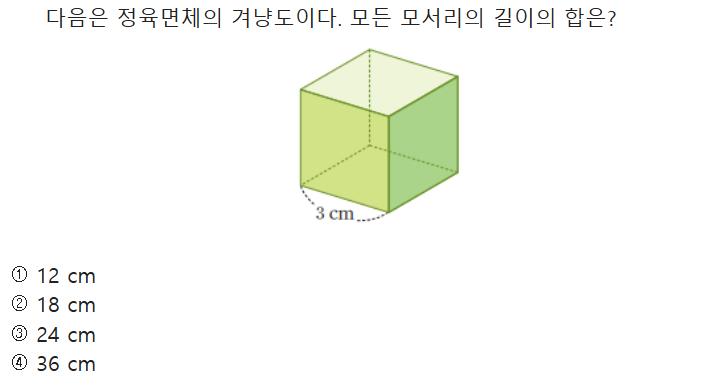 다음은 정육면체의 겨냥도이다. 모든 모서리의 길이의 합은?
3 cm
① 12 cm
② 18 cm
③ 24 cm
④ 36 cm